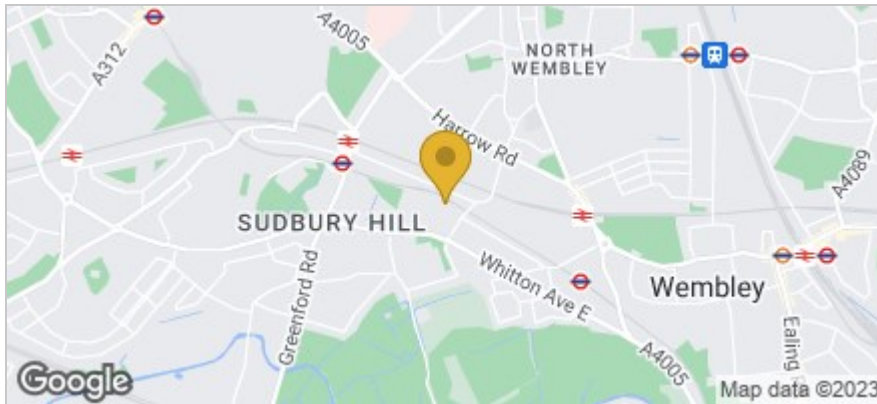 A4005
A312
NORTH
WEMBLEY
Harrow Rd
A4089
SUDBURY HILL
Whitton Ave E
Greenford Rd
Wembley
Ealing
A4005
Google
Map data ©2023